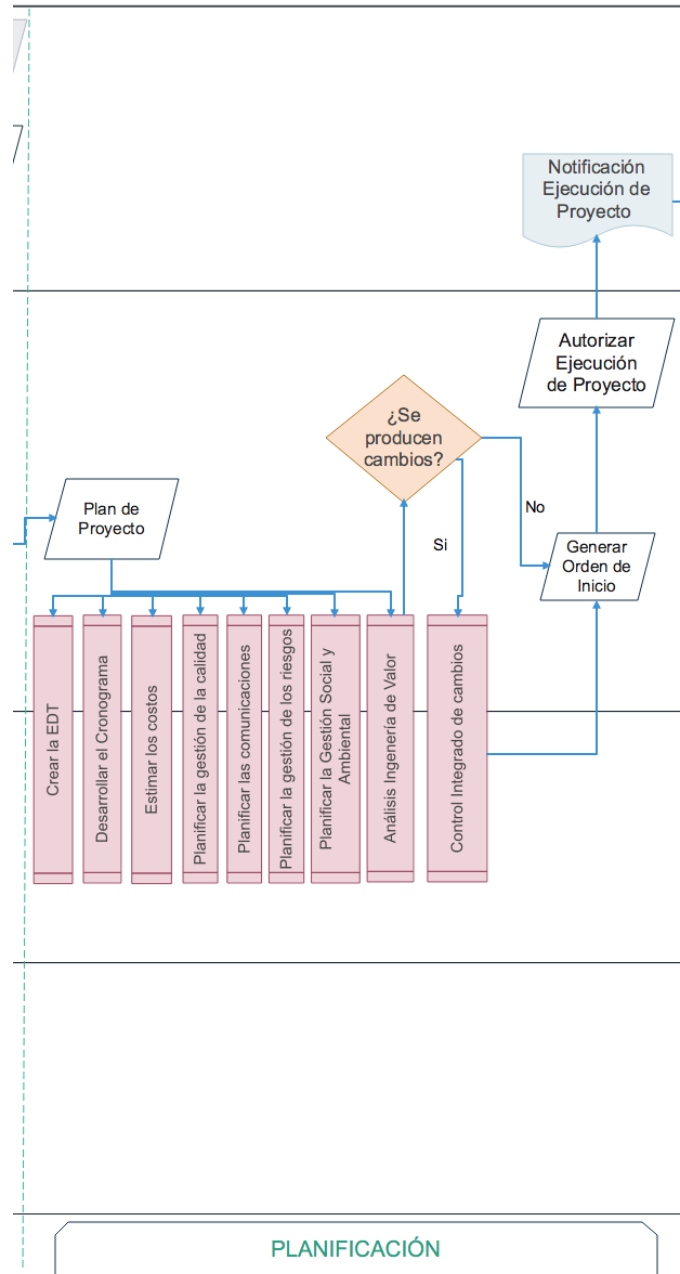 Notificación
Ejecución de
Proyecto
Autorizar
Ejecución
de Proyecto
¿Se
producen
cambios?
Plan de
Proyecto
No
Si
Generar
Orden de
Inicio
Crear la EDT
Desarrollar el Cronograma
Estimar los costos
Planificar la gestión de la calidad
Planificar las comunicaciones
Planificar la gestión de los riesgos
Planificar la Gestión Social y
Ambiental
Análisis Ingenería de Valor
Control Integrado de cambios
PLANIFICACIÓN